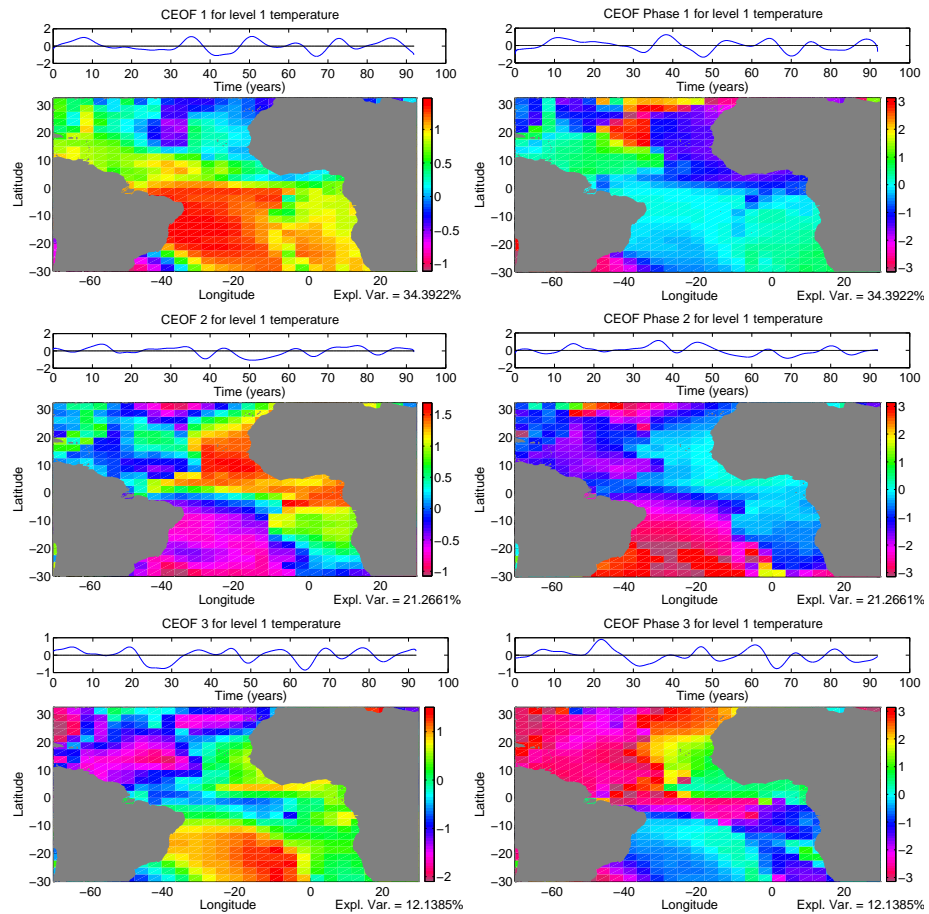 CEOF 1 for level 1 temperature
2
0
−2
0 10 20 30 40 50 60 70 80 90 100
Time (years)
Latitude
30
20
10
0
−10
−20
−30
−60 −40 −20 0 20
Longitude
Expl. Var. = 34.3922%
1
0.5
0
−0.5
−1
CEOF Phase 1 for level 1 temperature
2
0
−2
0 10 20 30 40 50 60 70 80 90 100
Time (years)
Latitude
30
20
10
0
−10
−20
−30
−60 −40 −20 0 20
Longitude
Expl. Var. = 34.3922%
3
2
1
0
−1
−2
−3
CEOF 2 for level 1 temperature
2
0
−2
0 10 20 30 40 50 60 70 80 90 100
Time (years)
Latitude
30
20
10
0
−10
−20
−30
−60 −40 −20 0 20
Longitude
Expl. Var. = 21.2661%
1.5
1
0.5
0
−0.5
−1
CEOF Phase 2 for level 1 temperature
2
0
−2
0 10 20 30 40 50 60 70 80 90 100
Time (years)
Latitude
30
20
10
0
−10
−20
−30
−60 −40 −20 0 20
Longitude
Expl. Var. = 21.2661%
3
2
1
0
−1
−2
−3
CEOF 3 for level 1 temperature
1
0
−1
0 10 20 30 40 50 60 70 80 90 100
Time (years)
Latitude
30
20
10
0
−10
−20
−30
−60 −40 −20 0 20
Longitude
Expl. Var. = 12.1385%
1
0
−1
−2
CEOF Phase 3 for level 1 temperature
1
0
−1
0 10 20 30 40 50 60 70 80 90 100
Time (years)
Latitude
30
20
10
0
−10
−20
−30
−60 −40 −20 0 20
Longitude
Expl. Var. = 12.1385%
3
2
1
0
−1
−2
−3